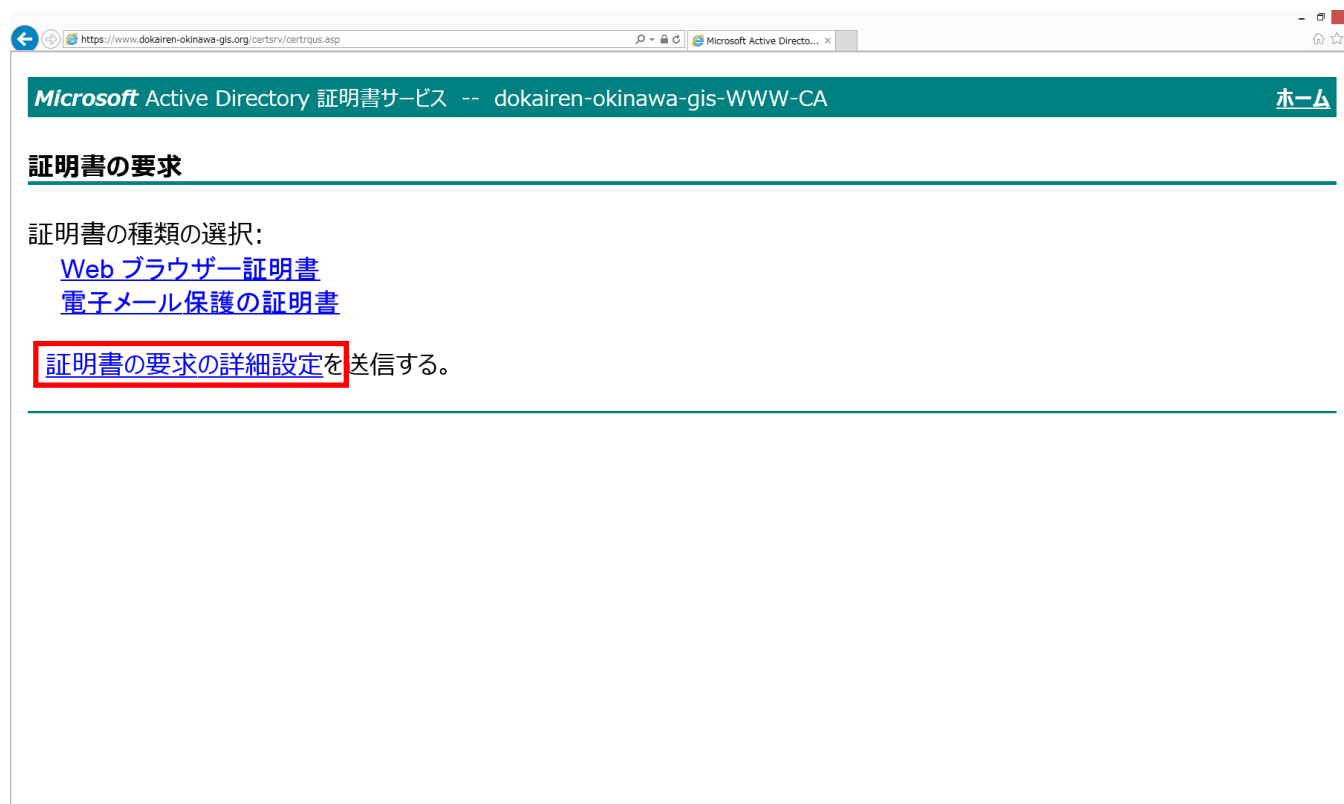 https://www.dokairen-okinawa-gis.org/certsrv/certrqus.asp
Microsoft Active Directo...
Microsoft Active Directory 証明書サービス -- dokairen-okinawa-gis-WWW-CA
ホーム
証明書の要求
証明書の種類の選択:
Web ブラウザー証明書
電子メール保護の証明書
証明書の要求の詳細設定を送信する。